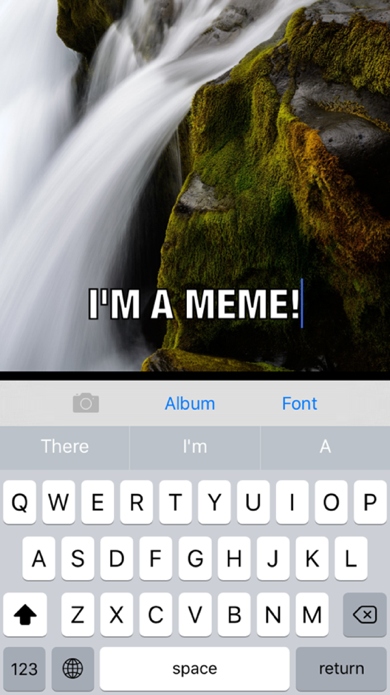 I'M A MEME!
Album Font
There I'm A
Q W E R T Y U I O P
A S D F G H J K L
Z X C V B N M
123 space return